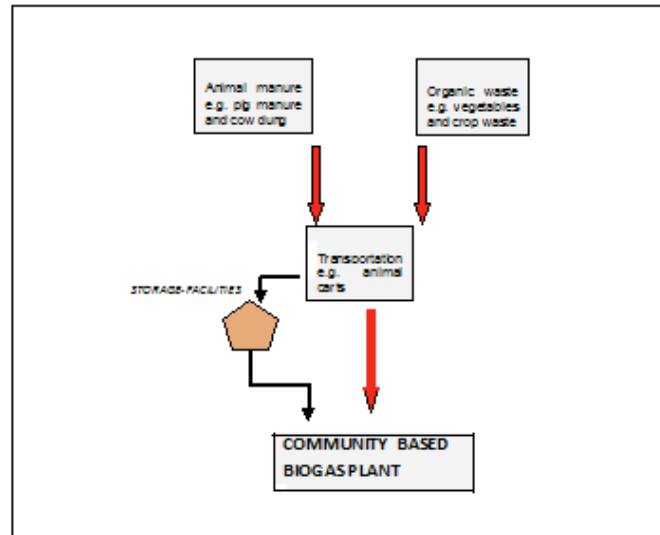 Animal manure
e.g. pig manure
and cow dung
Organic waste
e.g. vegetables
and crop waste
Transportation
e.g. animal
carts
STORAGE-FACILITIES
COMMUNITY BASED
BIOGAS PLANT